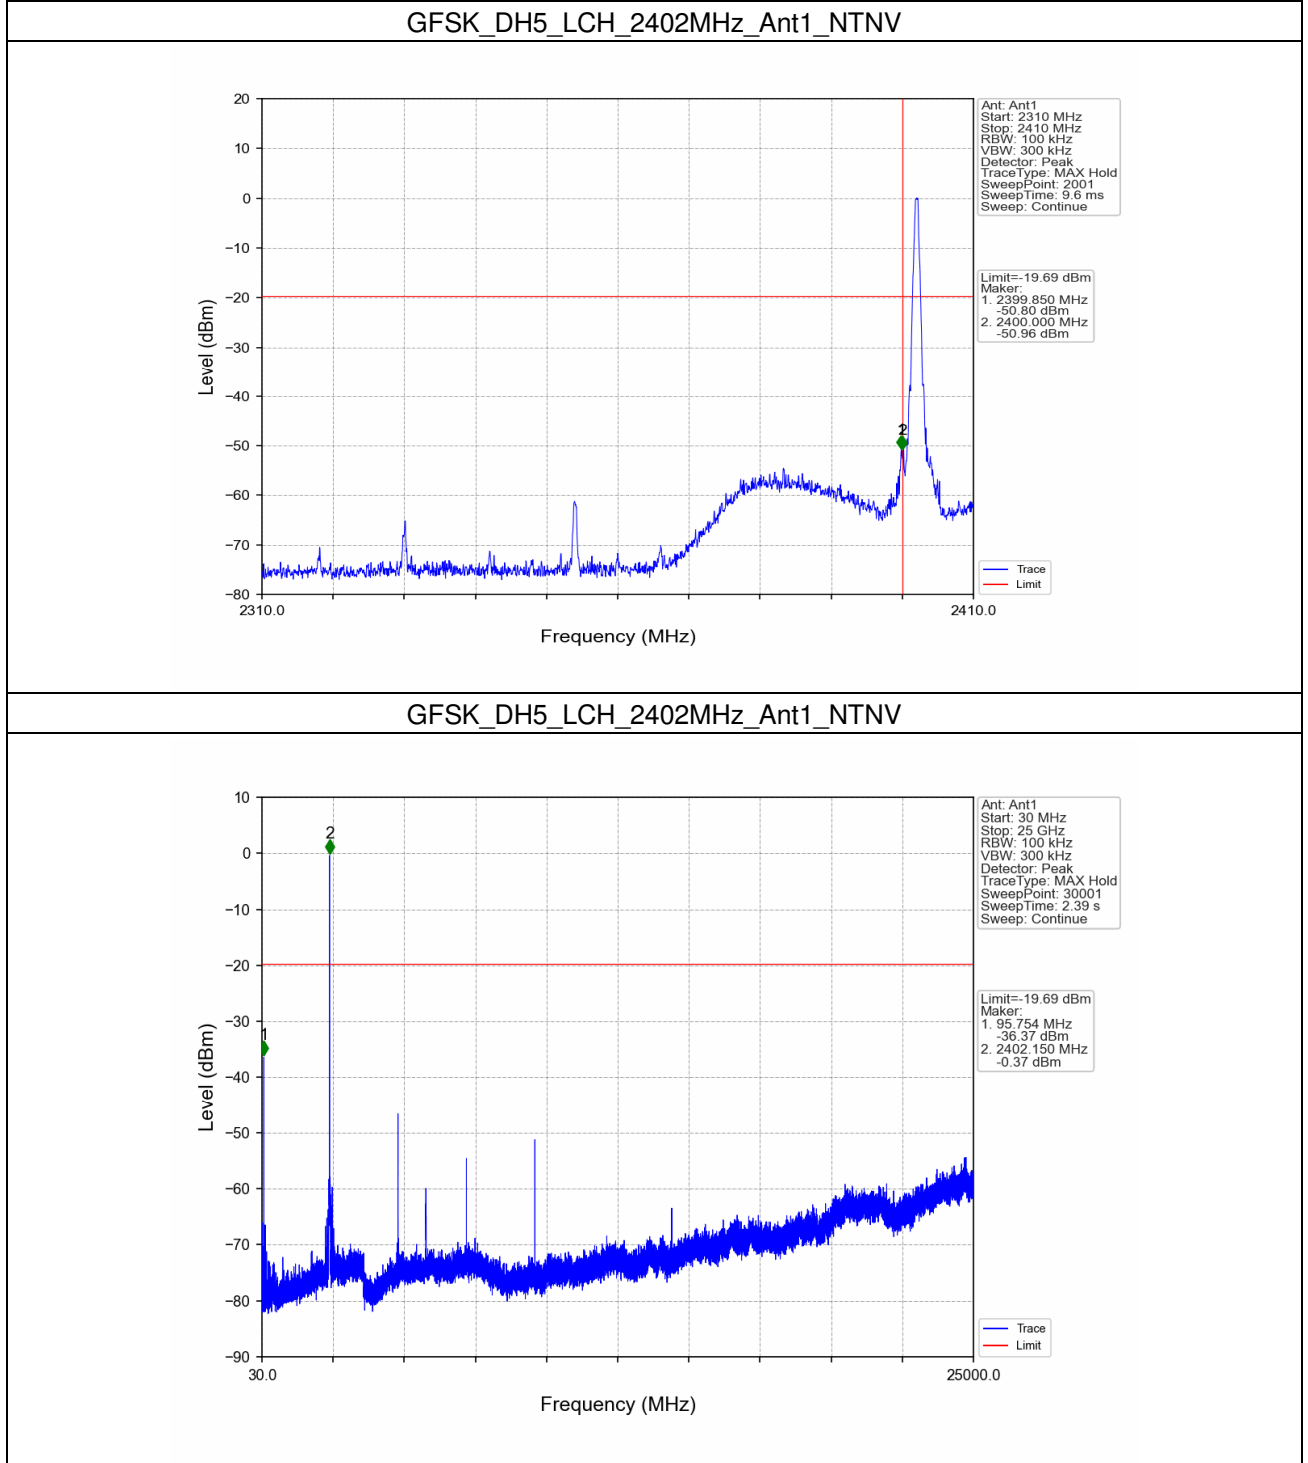 GFSK_DH5_LCH_2402MHz_Ant1_NTNV
20
10
0
−10
−20
−30
−40
−50
−60
−70
−80
Level (dBm)
2
2310.0
2410.0
Frequency (MHz)
Ant: Ant1
Start: 2310 MHz
Stop: 2410 MHz
RBW: 100 kHz
VBW: 300 kHz
Detector: Peak
TraceType: MAX Hold
SweepPoint: 2001
SweepTime: 9.6 ms
Sweep: Continue
Limit=-19.69 dBm
Maker:
1. 2399.850 MHz
-50.80 dBm
2. 2400.000 MHz
-50.96 dBm
Trace
Limit
GFSK_DH5_LCH_2402MHz_Ant1_NTNV
10
0
−10
−20
−30
−40
−50
−60
−70
−80
−90
Level (dBm)
1
2
30.0
25000.0
Frequency (MHz)
Ant: Ant1
Start: 30 MHz
Stop: 25 GHz
RBW: 100 kHz
VBW: 300 kHz
Detector: Peak
TraceType: MAX Hold
SweepPoint: 30001
SweepTime: 2.39 s
Sweep: Continue
Limit=-19.69 dBm
Maker:
1. 95.754 MHz
-36.37 dBm
2. 2402.150 MHz
-0.37 dBm
Trace
Limit